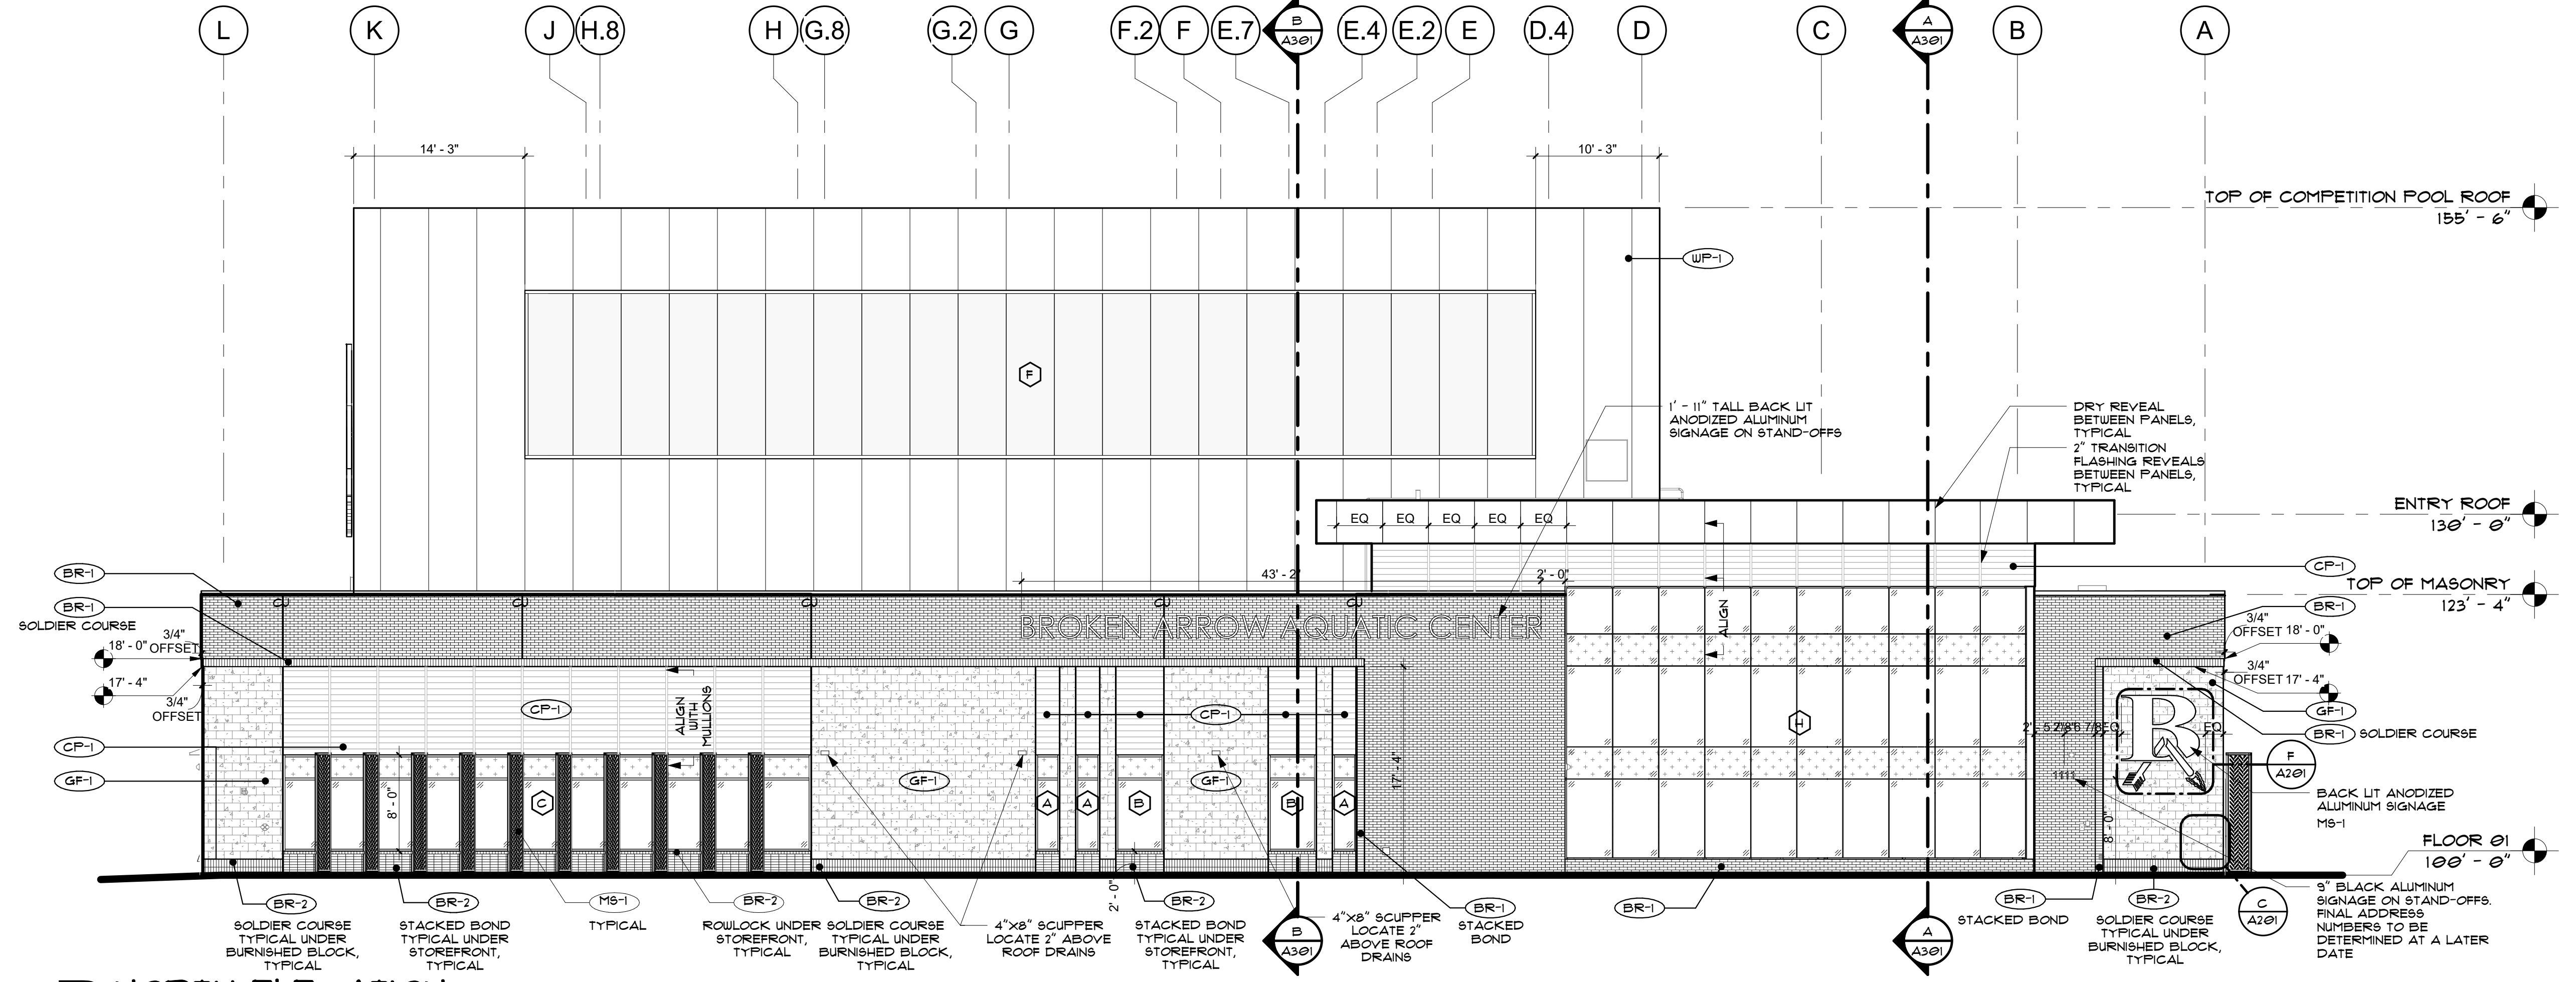 L K J H.8 H G.8 G.2 G F.2 F E.7 E.4 E.2 E D.4 D C B A
B
A301
A
A301
14' - 3"
10' - 3"
TOP OF COMPETITION POOL ROOF
155' - 6"
WP-1
F
1' - 11" TALL BACK LIT
ANODIZED ALUMINUM
SIGNAGE ON STAND-OFFS
DRY REVEAL
BETWEEN PANELS,
TYPICAL
2" TRANSITION
FLASHING REVEALS
BETWEEN PANELS,
TYPICAL
ENTRY ROOF
130' - 0"
EQ EQ EQ EQ EQ
CP-1
TOP OF MASONRY
123' - 4"
43' - 2"
2' - 0"
ALIGN
BROKEN ARROW AQUATIC CENTER
BR-1
BR-1
SOLDIER COURSE
3/4"
OFFSET
18' - 0"
17' - 4"
3/4"
OFFSET
CP-1
GF-1
CP-1
ALIGN
WITH
MULLIONS
8' - 0"
C
GF-1
CP-1
GF-1
A A B B A
17' - 4"
H
BR-1
3/4"
OFFSET 18' - 0"
3/4"
OFFSET 17' - 4"
GF-1
BR-1 SOLDIER COURSE
B
EQ
1111
8' - 0"
F
A201
BACK LIT ANODIZED
ALUMINUM SIGNAGE
MS-1
FLOOR 01
100' - 0"
BR-2
SOLDIER COURSE
TYPICAL UNDER
BURNISHED BLOCK,
TYPICAL
BR-2
STACKED BOND
TYPICAL UNDER
STOREFRONT,
TYPICAL
MS-1
TYPICAL
BR-2
ROWLOCK UNDER
STOREFRONT,
TYPICAL
BR-2
SOLDIER COURSE
TYPICAL UNDER
BURNISHED BLOCK,
TYPICAL
4"X8" SCUPPER
LOCATE 2" ABOVE
ROOF DRAINS
2' - 0"
BR-2
STACKED BOND
TYPICAL UNDER
STOREFRONT,
TYPICAL
B
A301
4"X8" SCUPPER
LOCATE 2"
ABOVE ROOF
DRAINS
BR-1
STACKED
BOND
BR-1
A
A301
BR-1
STACKED BOND
BR-2
SOLDIER COURSE
TYPICAL UNDER
BURNISHED BLOCK,
TYPICAL
C
A201
9" BLACK ALUMINUM
SIGNAGE ON STAND-OFFS.
FINAL ADDRESS
NUMBERS TO BE
DETERMINED AT A LATER
DATE